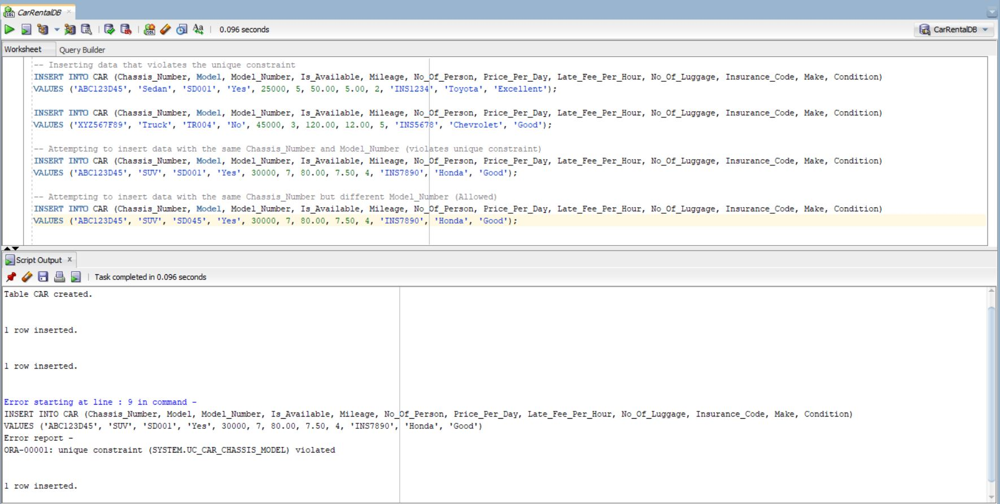 CarRentalDB
0.096 seconds
CarRentalDB
Worksheet
Query Builder
-- Inserting data that violates the unique constraint
INSERT INTO CAR (Chassis_Number, Model, Model_Number, Is_Available, Mileage, No_Of_Person, Price_Per_Day, Late_Fee_Per_Hour, No_Of_Luggage, Insurance_Code, Make, Condition)
VALUES ('ABC123D45', 'Sedan', 'SD001', 'Yes', 25000, 5, 50.00, 5.00, 2, 'INS1234', 'Toyota', 'Excellent');
INSERT INTO CAR (Chassis_Number, Model, Model_Number, Is_Available, Mileage, No_Of_Person, Price_Per_Day, Late_Fee_Per_Hour, No_Of_Luggage, Insurance_Code, Make, Condition)
VALUES ('XYZ567F89', 'Truck', 'TR004', 'No', 45000, 3, 120.00, 12.00, 5, 'INS5678', 'Chevrolet', 'Good');
-- Attempting to insert data with the same Chassis_Number and Model_Number (violates unique constraint)
INSERT INTO CAR (Chassis_Number, Model, Model_Number, Is_Available, Mileage, No_Of_Person, Price_Per_Day, Late_Fee_Per_Hour, No_Of_Luggage, Insurance_Code, Make, Condition)
VALUES ('ABC123D45', 'SUV', 'SD001', 'Yes', 30000, 7, 80.00, 7.50, 4, 'INS7890', 'Honda', 'Good');
-- Attempting to insert data with the same Chassis_Number but different Model_Number (Allowed)
INSERT INTO CAR (Chassis_Number, Model, Model_Number, Is_Available, Mileage, No_Of_Person, Price_Per_Day, Late_Fee_Per_Hour, No_Of_Luggage, Insurance_Code, Make, Condition)
VALUES ('ABC123D45', 'SUV', 'SD045', 'Yes', 30000, 7, 80.00, 7.50, 4, 'INS7890', 'Honda', 'Good');
Script Output
Task completed in 0.096 seconds
Table CAR created.
1 row inserted.
1 row inserted.
Error starting at line : 9 in command -
INSERT INTO CAR (Chassis_Number, Model, Model_Number, Is_Available, Mileage, No_Of_Person, Price_Per_Day, Late_Fee_Per_Hour, No_Of_Luggage, Insurance_Code, Make, Condition)
VALUES ('ABC123D45', 'SUV', 'SD001', 'Yes', 30000, 7, 80.00, 7.50, 4, 'INS7890', 'Honda', 'Good')
Error report -
ORA-00001: unique constraint (SYSTEM.UC_CAR_CHASSIS_MODEL) violated
1 row inserted.